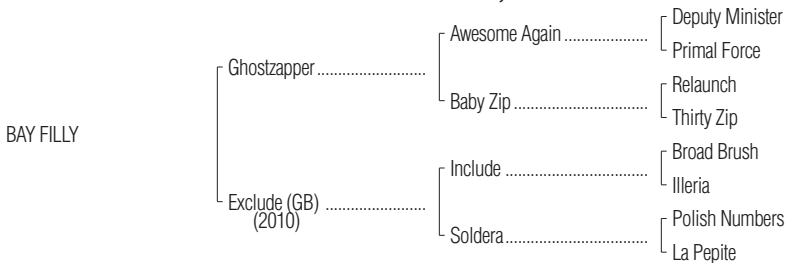 Deputy Minister
Awesome Again ....................
Primal Force
Ghostzapper ..........................
Relaunch
Baby Zip ................................
Thirty Zip
BAY FILLY
Broad Brush
Include ..................................
Illeria
Exclude (GB) ........................
(2010)
Polish Numbers
Soldera..................................
La Pepite